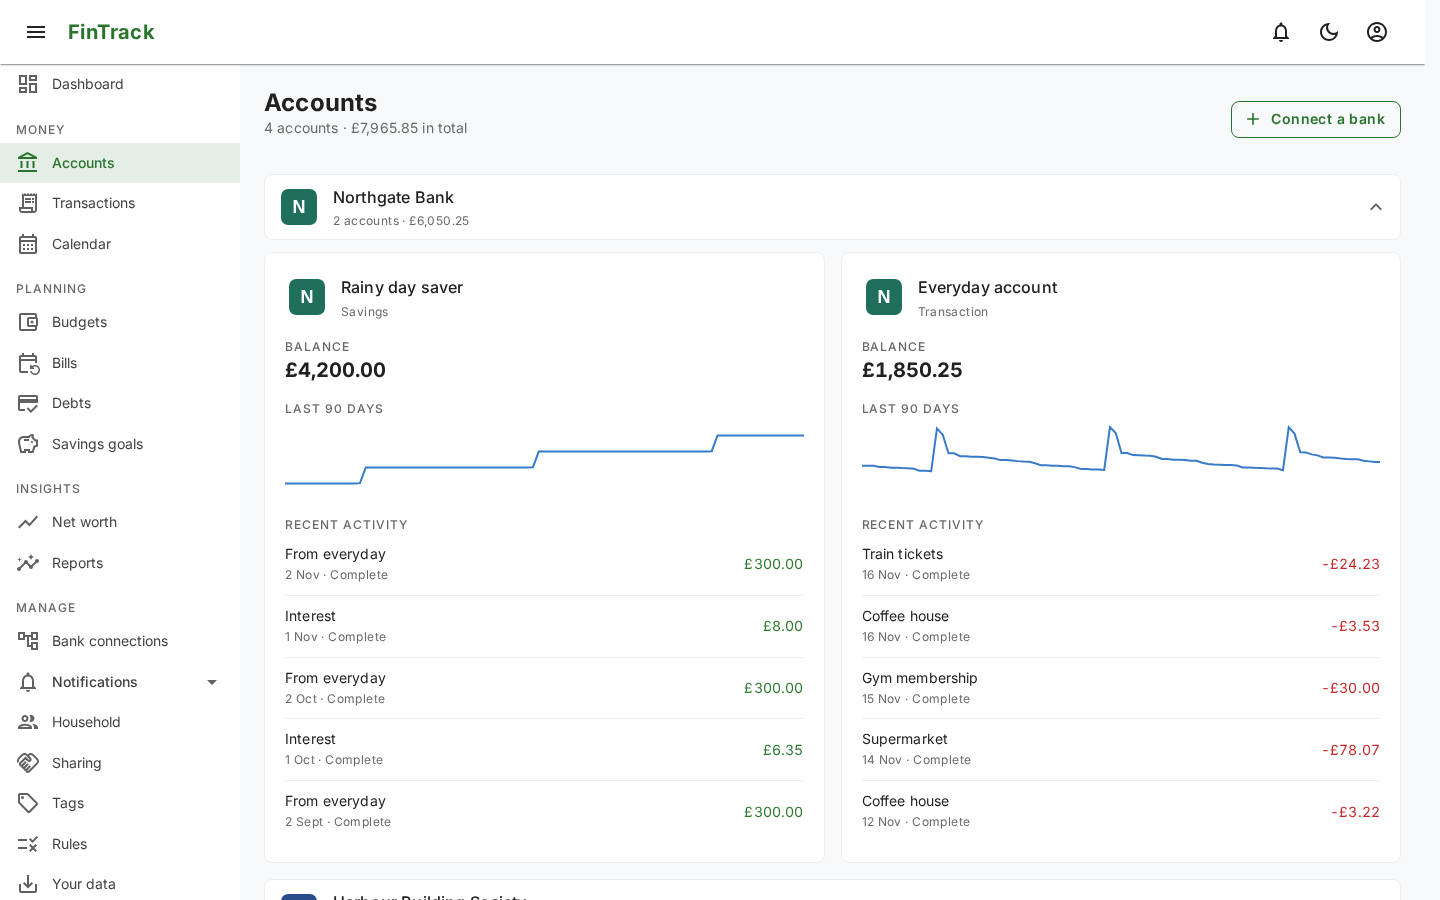 FinTrack
Dashboard
MONEY
Accounts
Transactions
Calendar
PLANNING
Budgets
Bills
Debts
Savings goals
INSIGHTS
Net worth
Reports
MANAGE
Bank connections
Notifications
Household
Sharing
Tags
Rules
Your data
Accounts
4 accounts · £7,965.85 in total
Connect a bank
N
Northgate Bank
2 accounts · £6,050.25
N
Rainy day saver
Savings
BALANCE
£4,200.00
LAST 90 DAYS
RECENT ACTIVITY
From everyday
2 Nov · Complete
£300.00
Interest
1 Nov · Complete
£8.00
From everyday
2 Oct · Complete
£300.00
Interest
1 Oct · Complete
£6.35
From everyday
2 Sept · Complete
£300.00
N
Everyday account
Transaction
BALANCE
£1,850.25
LAST 90 DAYS
RECENT ACTIVITY
Train tickets
16 Nov · Complete
-£24.23
Coffee house
16 Nov · Complete
-£3.53
Gym membership
15 Nov · Complete
-£30.00
Supermarket
14 Nov · Complete
-£78.07
Coffee house
12 Nov · Complete
-£3.22
Harbour Building Society